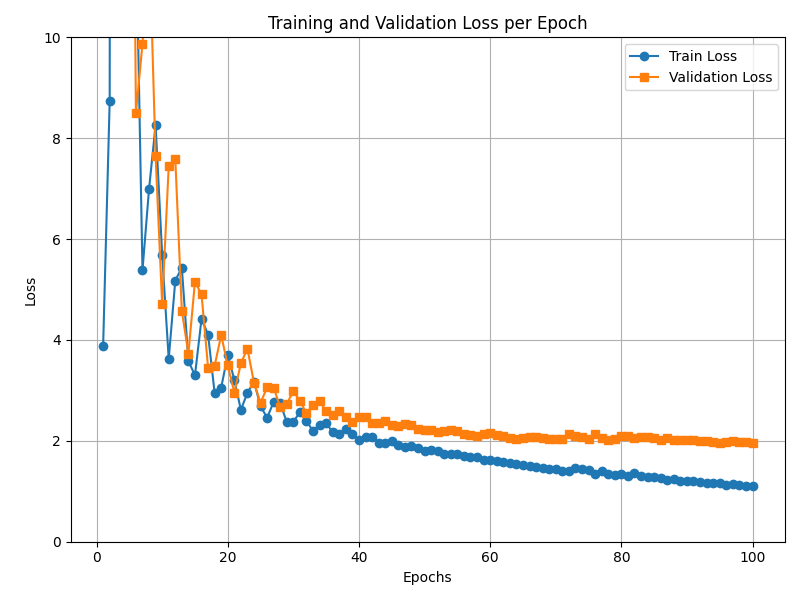 Training and Validation Loss per Epoch
Train Loss
Validation Loss
Loss
10
8
6
4
2
0
0 20 40 60 80 100
Epochs